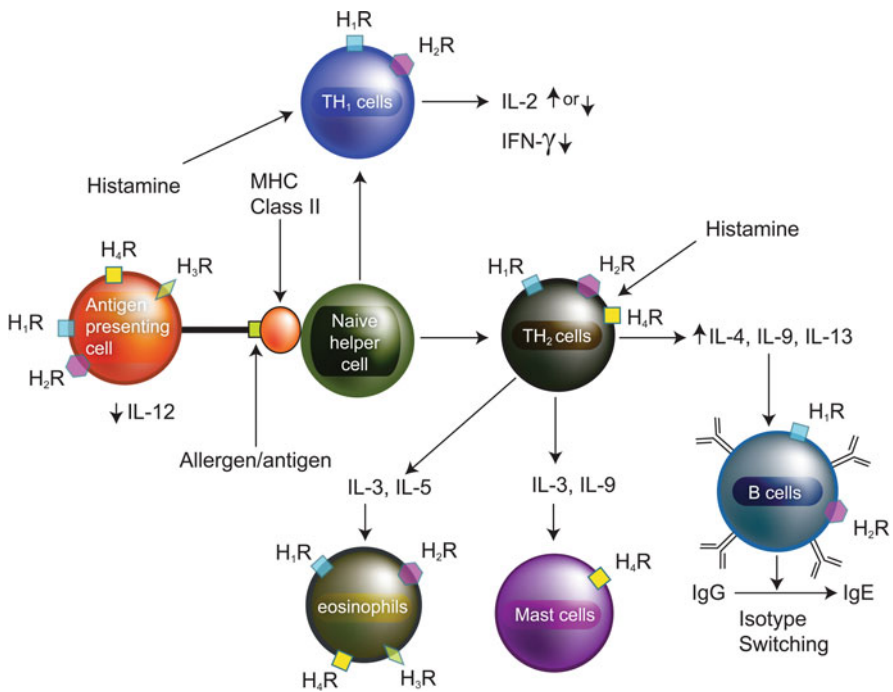 H1R
H2R
TH1 cells
IL-2 ↑ or ↓
IFN-γ ↓
Histamine
MHC
Class II
Histamine
H4R
H3R
H1R
H2R
Antigen
presenting
cell
H1R
Naive
helper
cell
TH2 cells
H4R
↑IL-4, IL-9, IL-13
H2R
↓ IL-12
H1R
Allergen/antigen
IL-3, IL-5
IL-3, IL-9
B cells
H2R
H1R
H2R
H4R
eosinophils
Mast cells
IgG
IgE
Isotype
Switching
H4R
H3R